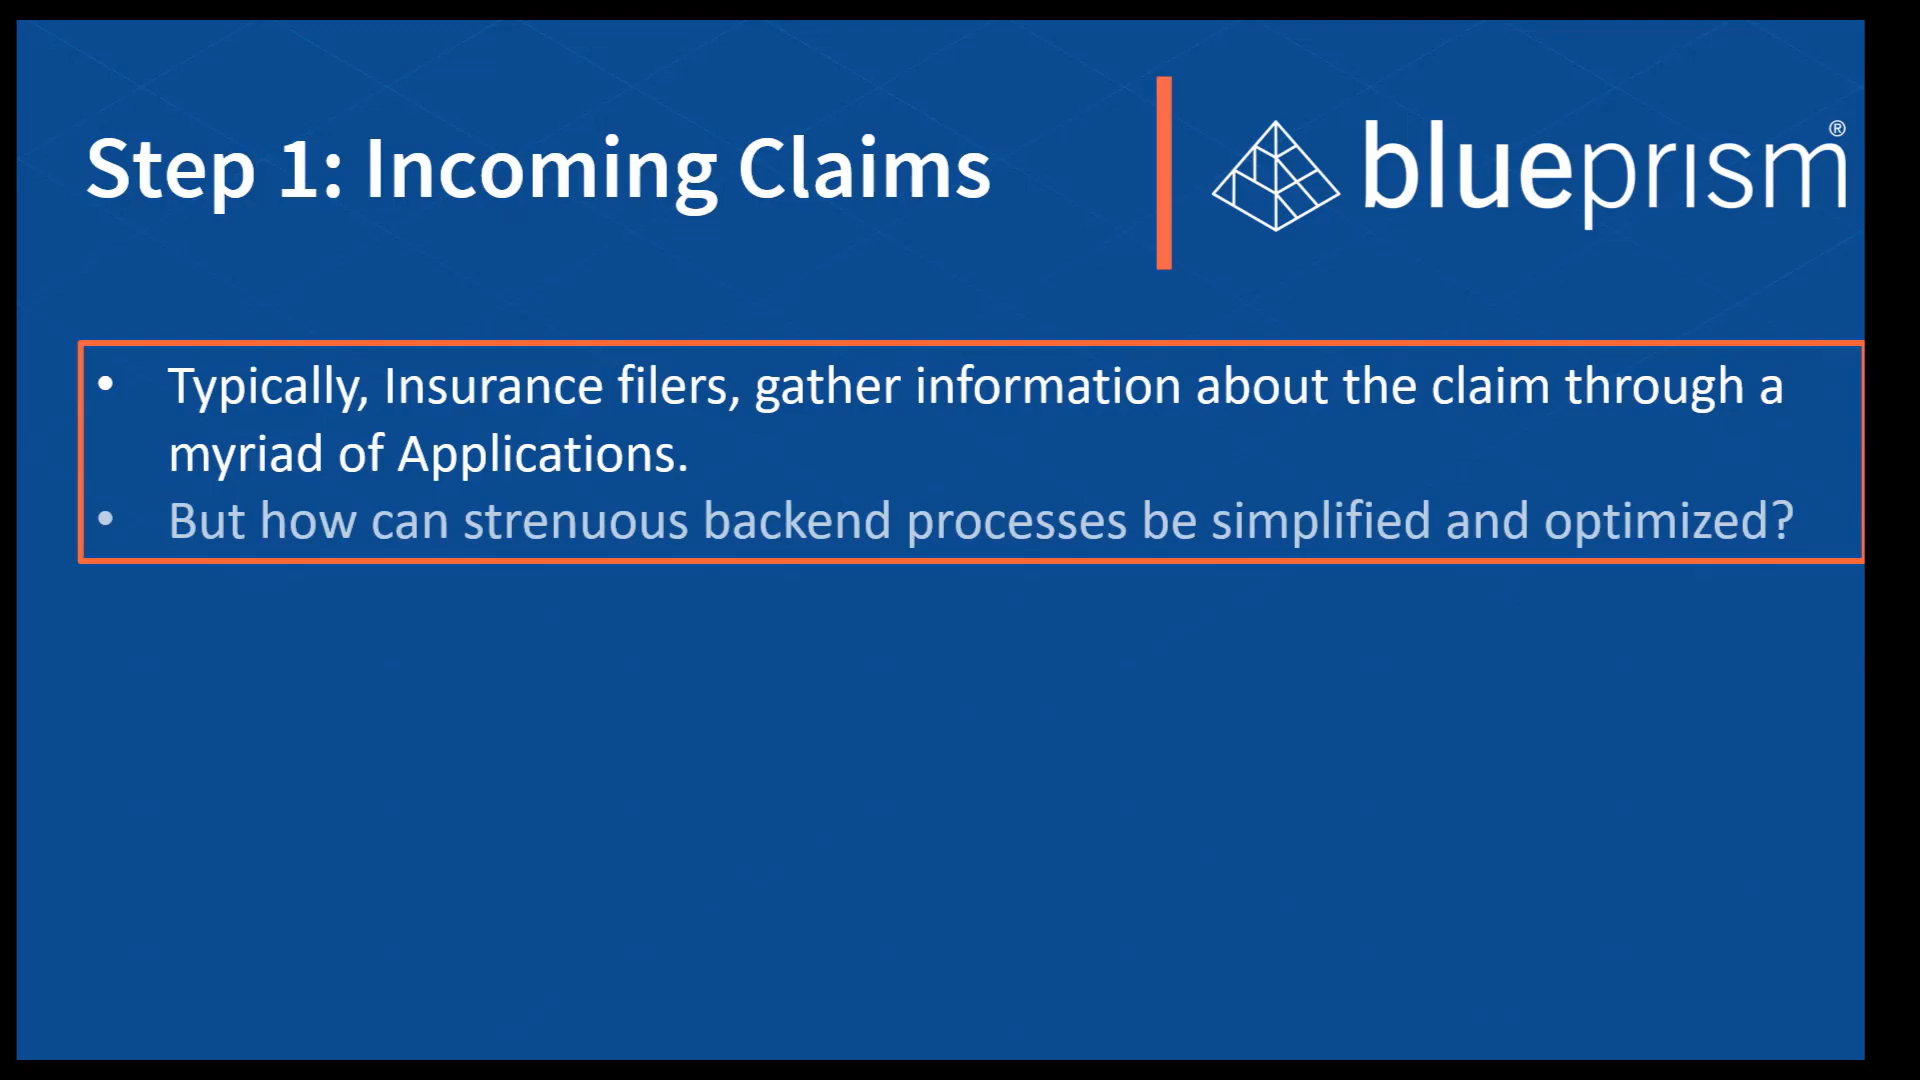 Step 1: Incoming Claims
blueprism®
• Typically, Insurance filers, gather information about the claim through a
myriad of Applications.
• But how can strenuous backend processes be simplified and optimized?